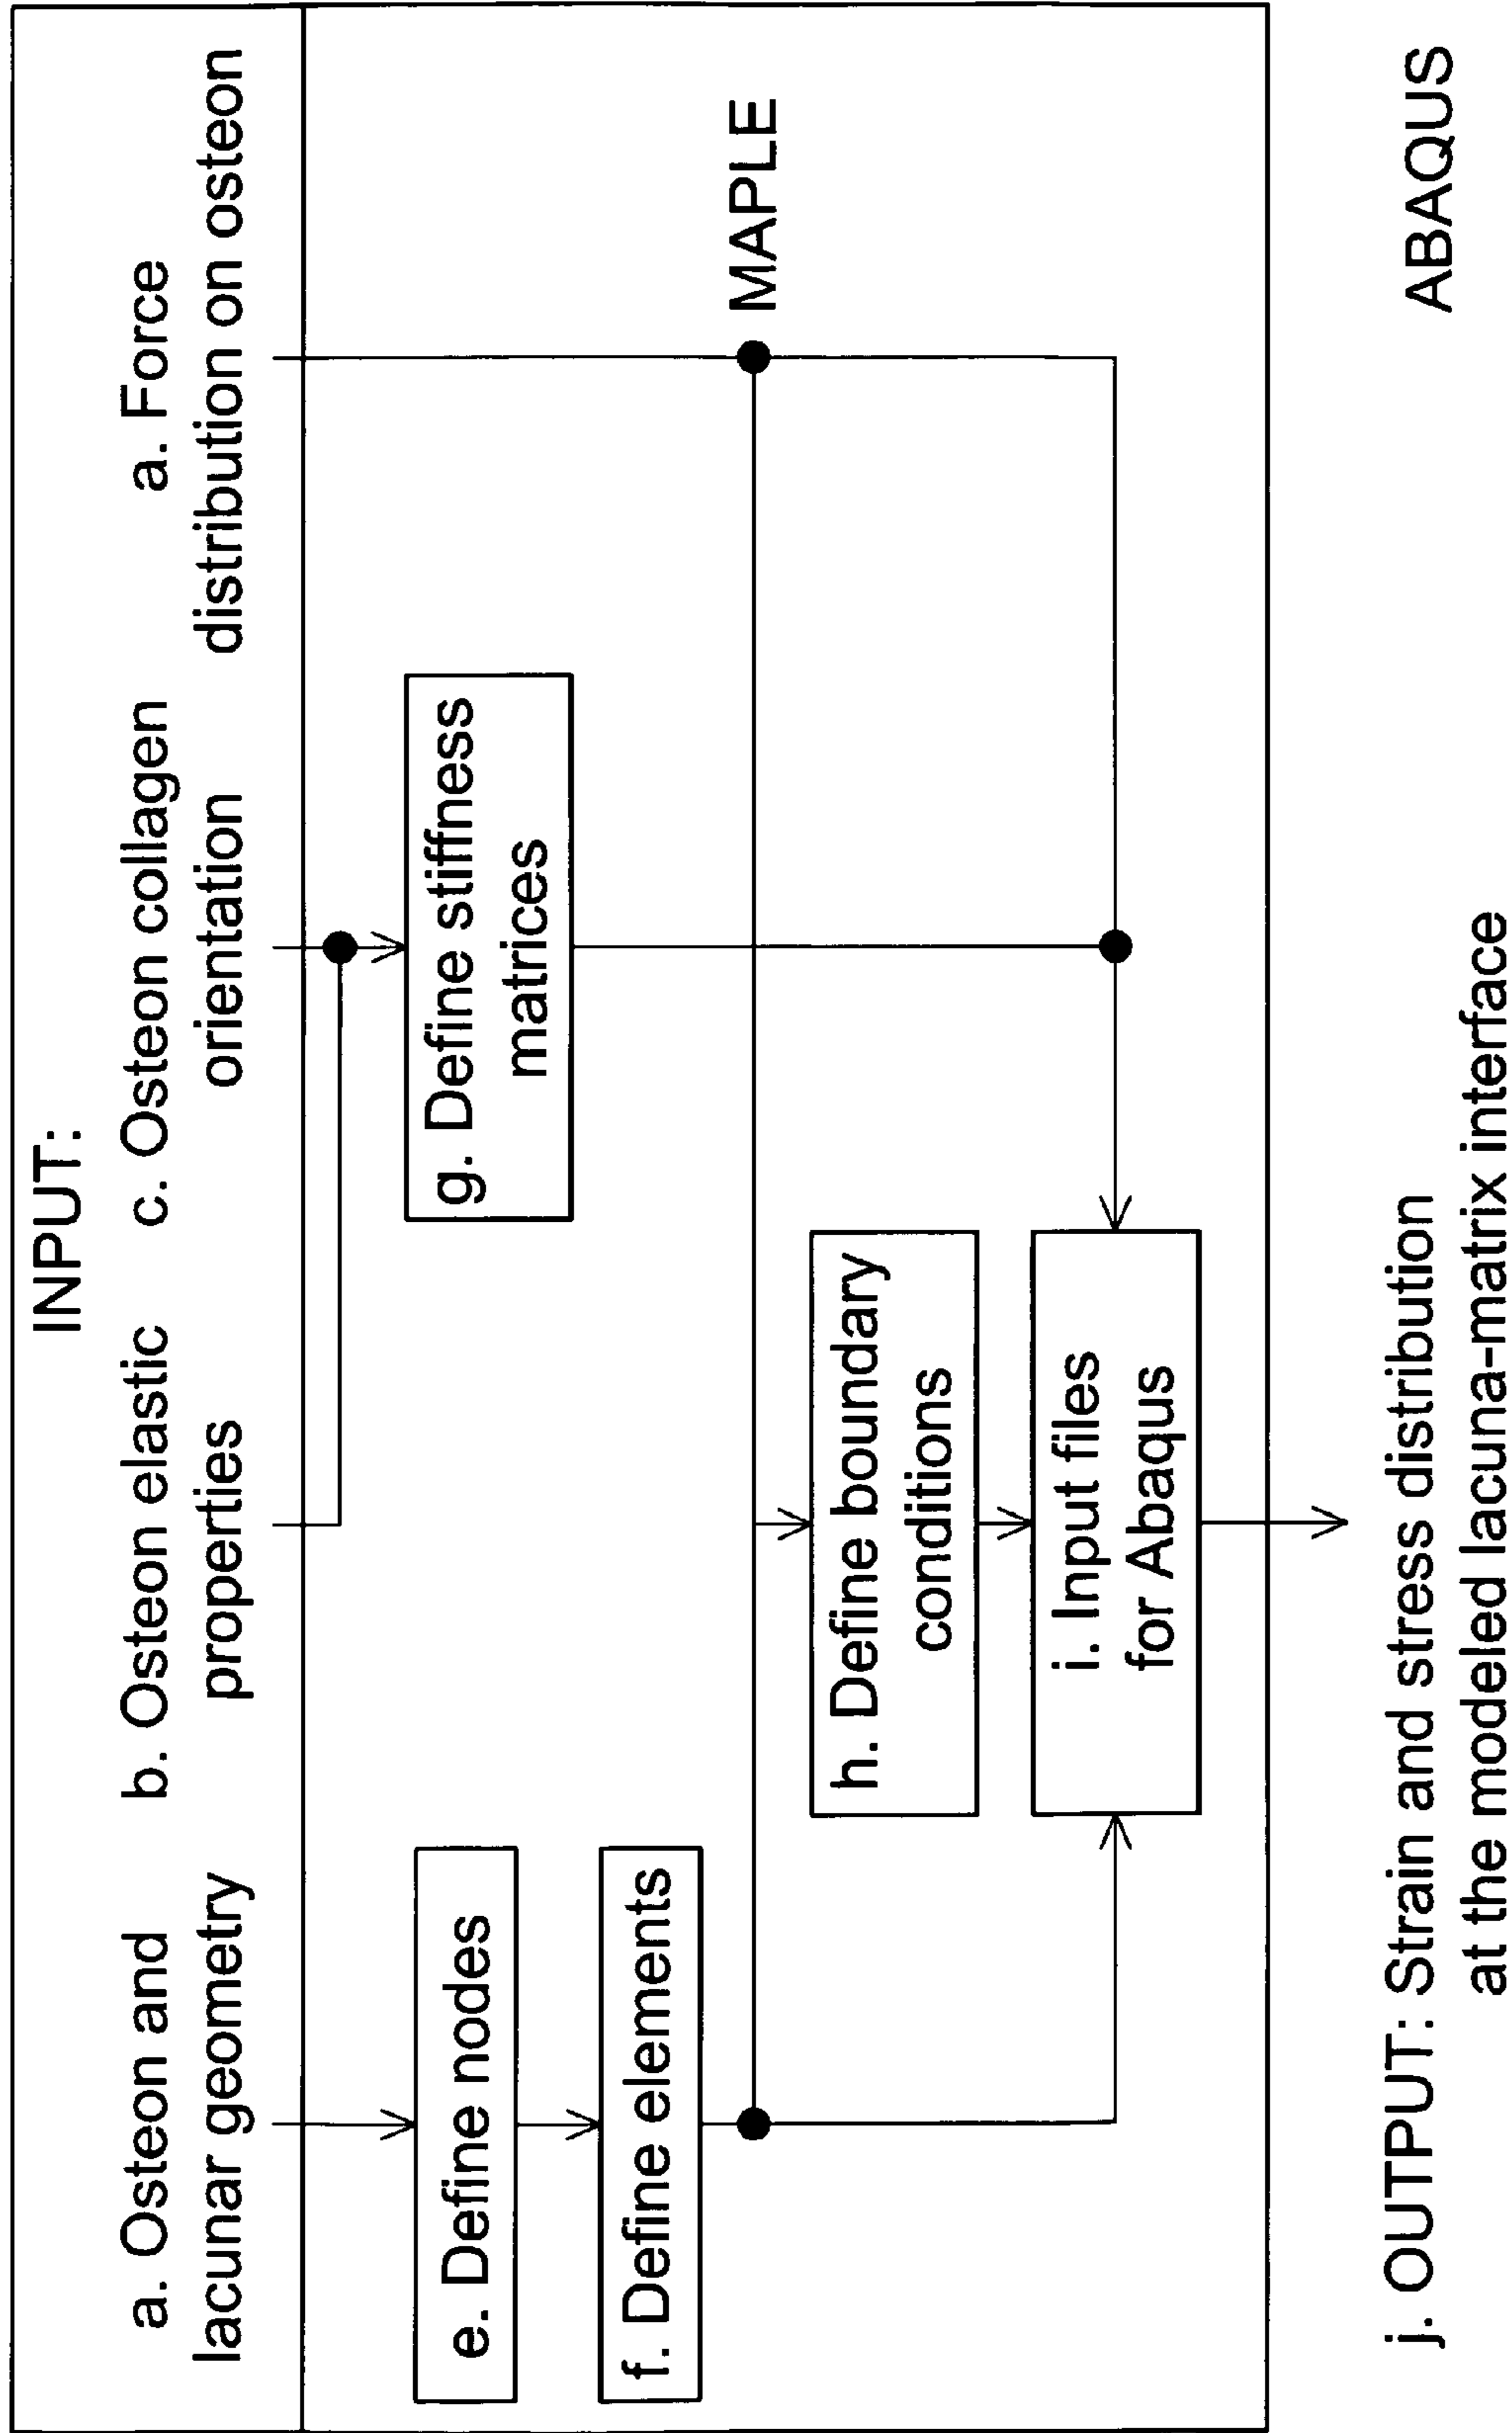 INPUT:
a. Osteon and
lacunar geometry
b. Osteon elastic
properties
c. Osteon collagen
orientation
a. Force
distribution on osteon
e. Define nodes
f. Define elements
g. Define stiffness
matrices
MAPLE
h. Define boundary
conditions
i. Input files
for Abaqus
j. OUTPUT: Strain and stress distribution
at the modeled lacuna-matrix interface
ABAQUS